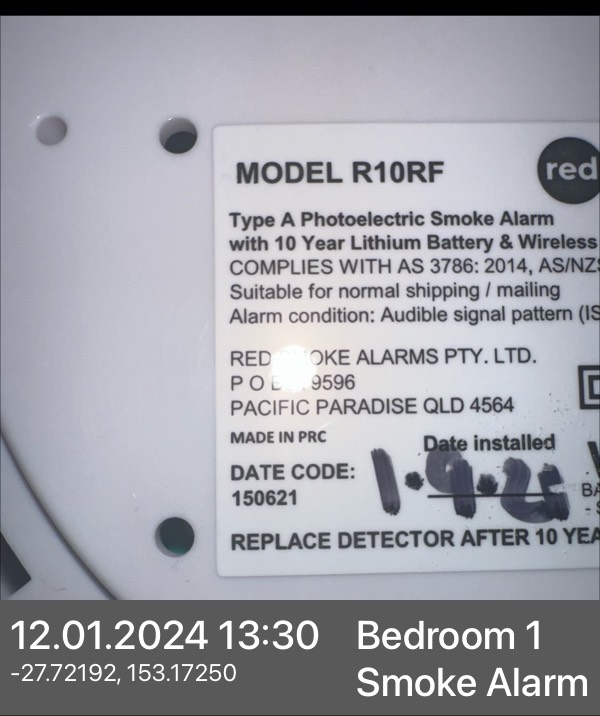 MODEL R10RF
red
Type A Photoelectric Smoke Alarm
with 10 Year Lithium Battery & Wireless
COMPLIES WITH AS 3786: 2014, AS/NZS
Suitable for normal shipping / mailing
Alarm condition: Audible signal pattern (IS
RED OKE ALARMS PTY. LTD.
P O 9596
PACIFIC PARADISE QLD 4564
MADE IN PRC
Date installed
DATE CODE:
150621
REPLACE DETECTOR AFTER 10 YEA
12.01.2024 13:30
-27.72192, 153.17250
Bedroom 1
Smoke Alarm